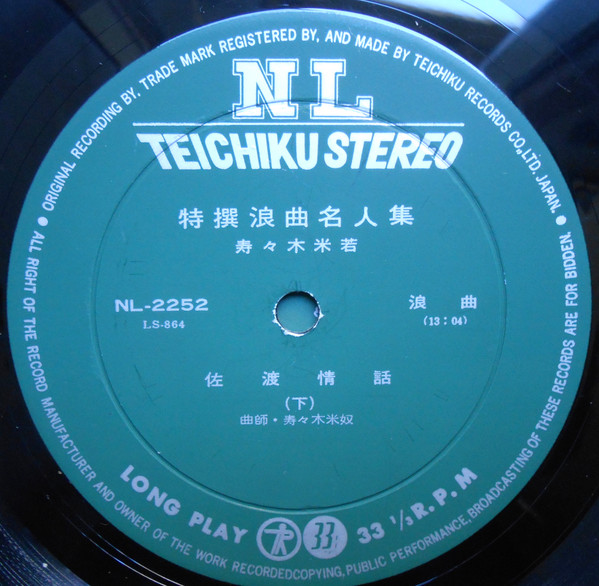 ● ORIGINAL RECORDING BY, TRADE MARK REGISTERED BY, AND MADE BY TEICHIKU RECORDS CO.,LTD. JAPAN. ●
NL
TEICHIKU STEREO
特撰浪曲名人集
寿々木米若
NL-2252
LS-864
浪曲
(13:04)
佐渡情話
(下)
曲師・寿々木米奴
LONG PLAY
33⅓
33 1/3 R.P.M
ALL RIGHT OF THE RECORD MANUFACTURER AND OWNER OF THE WORK RECORDEDCOPYING, PUBLIC PERFORMANCE, BROADCASTING OF THESE RECORDS ARE FOR BIDDEN.